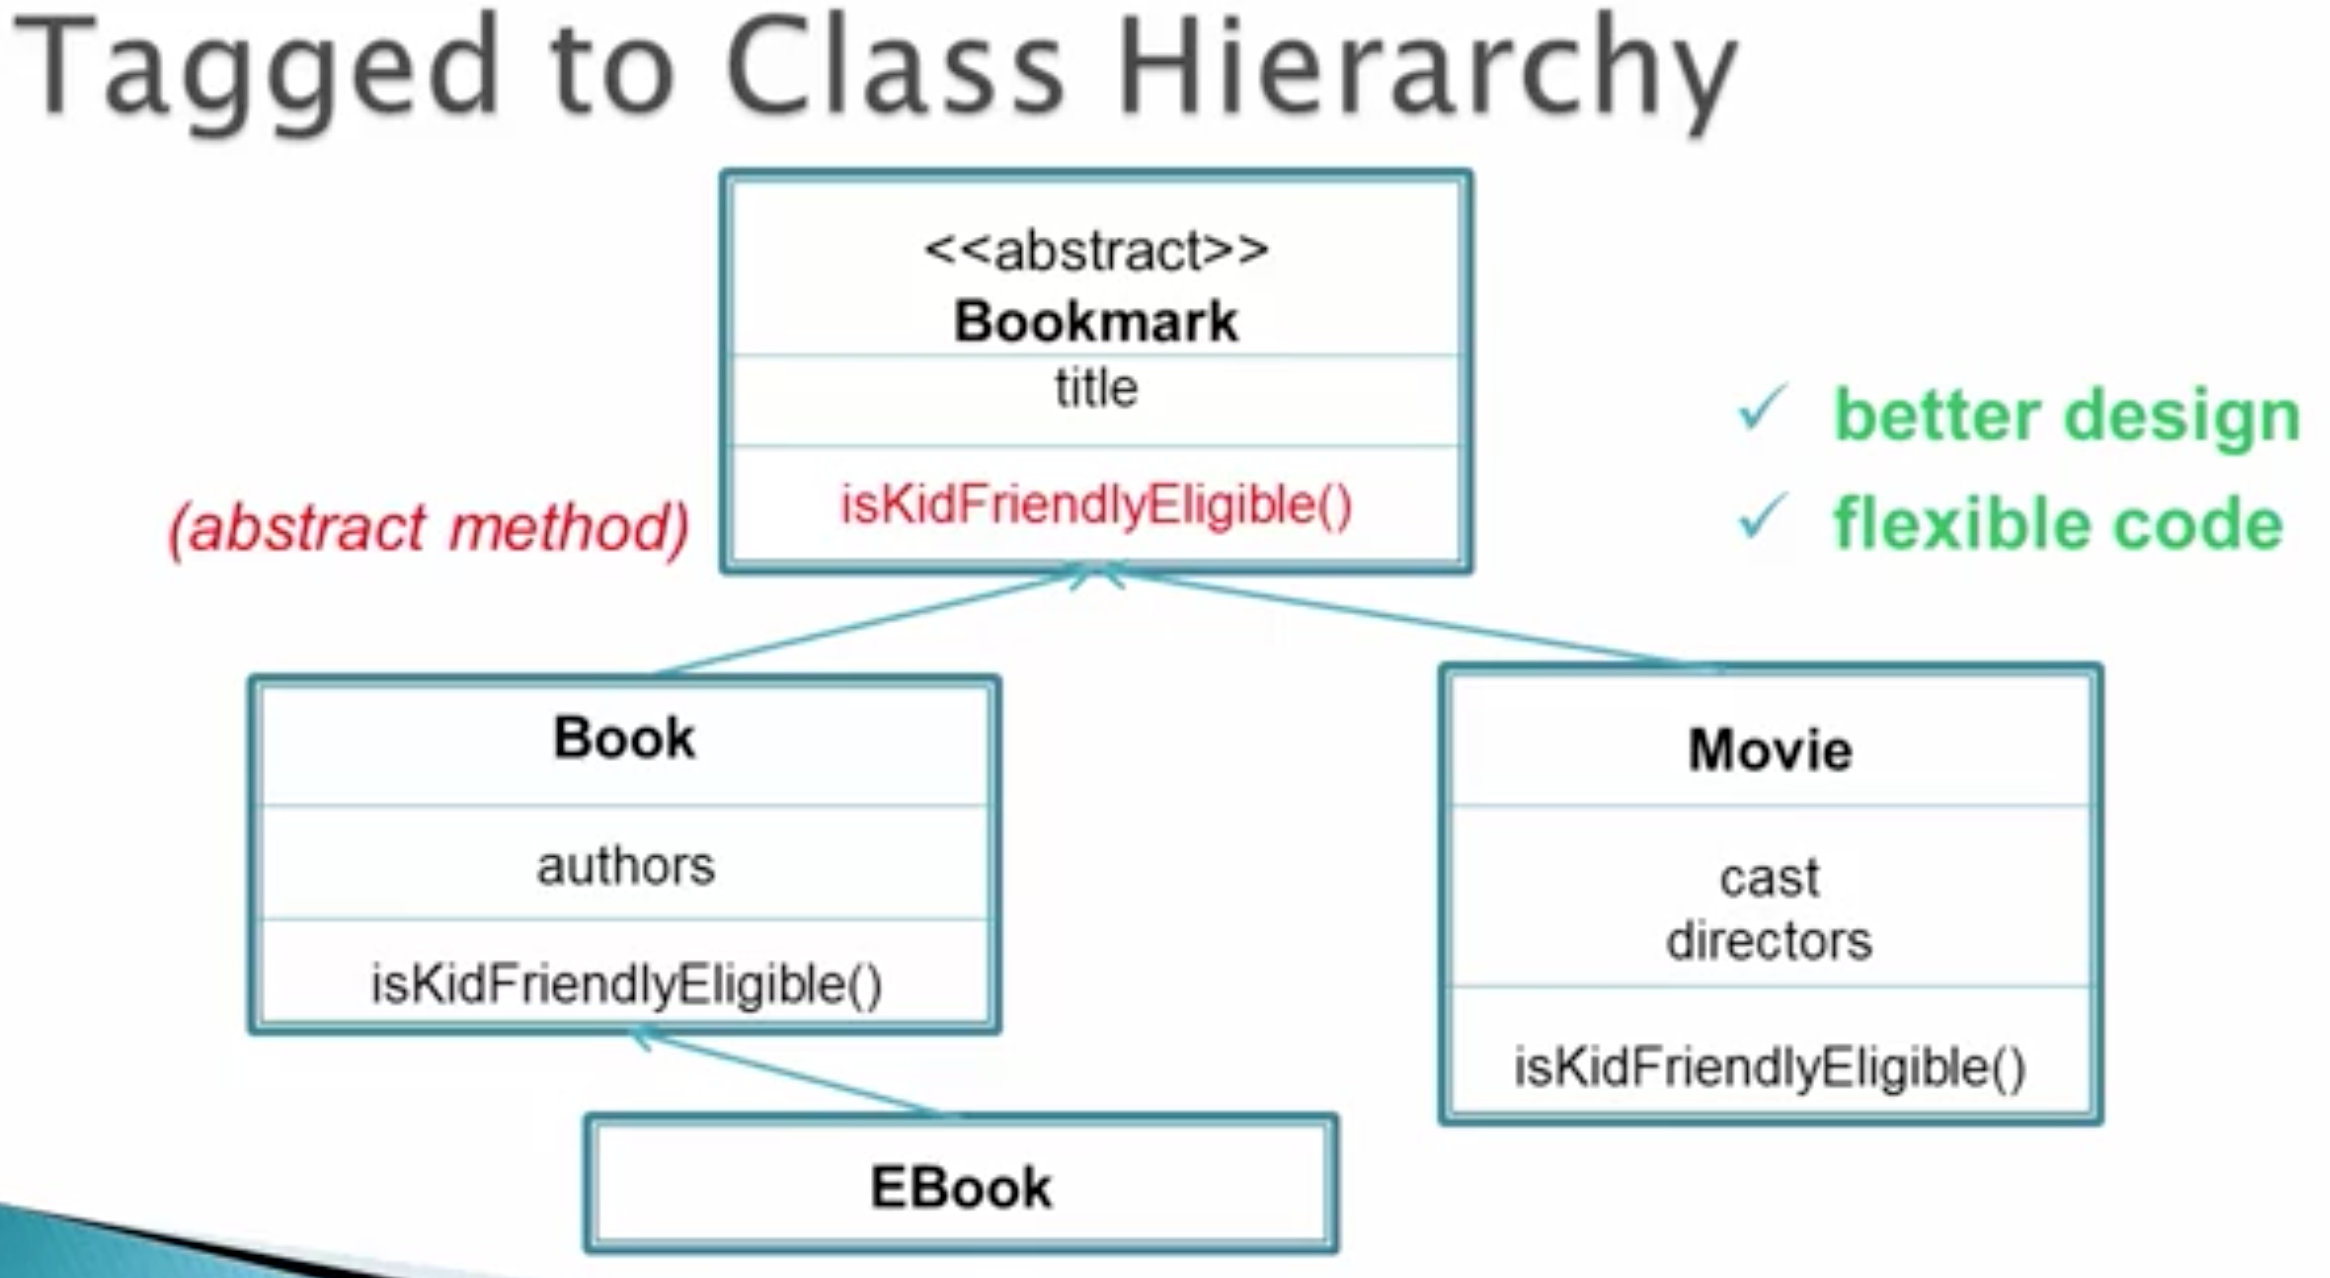 Tagged to Class Hierarchy
<<abstract>>
Bookmark
title
isKidFriendlyEligible()
(abstract method)
✓ better design
✓ flexible code
Book
authors
isKidFriendlyEligible()
Movie
cast
directors
isKidFriendlyEligible()
EBook